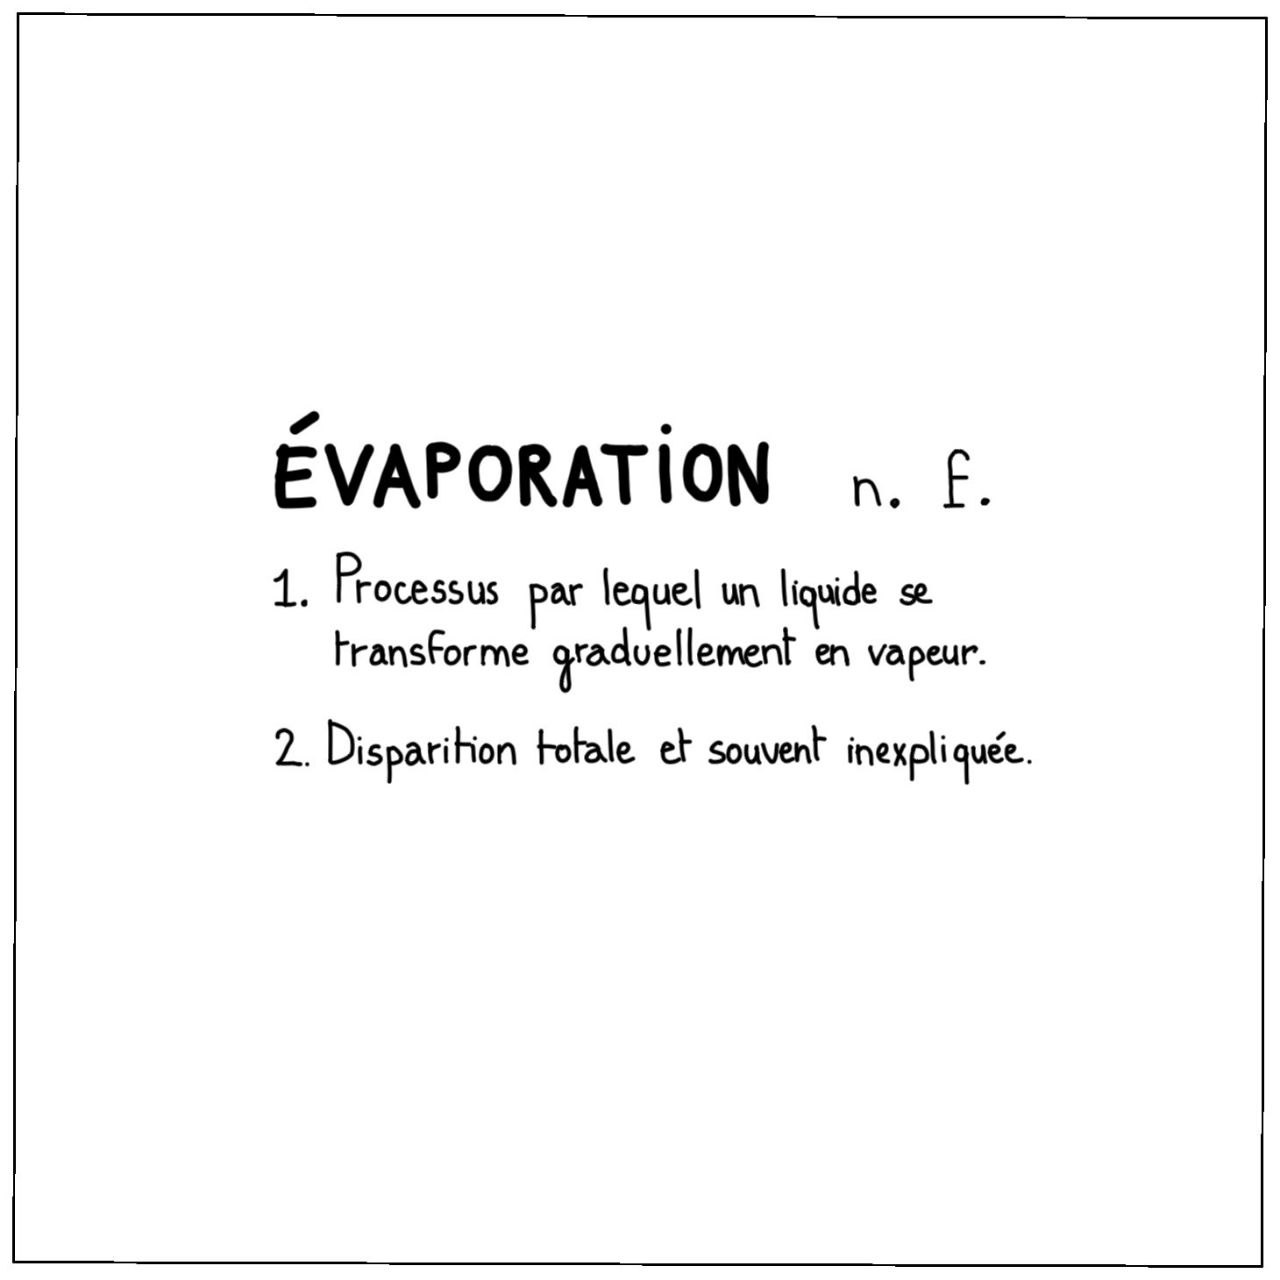 ÉVAPORATION n. f.
1. Processus par lequel un liquide se
transforme graduellement en vapeur.
2. Disparition totale et souvent inexpliquée.